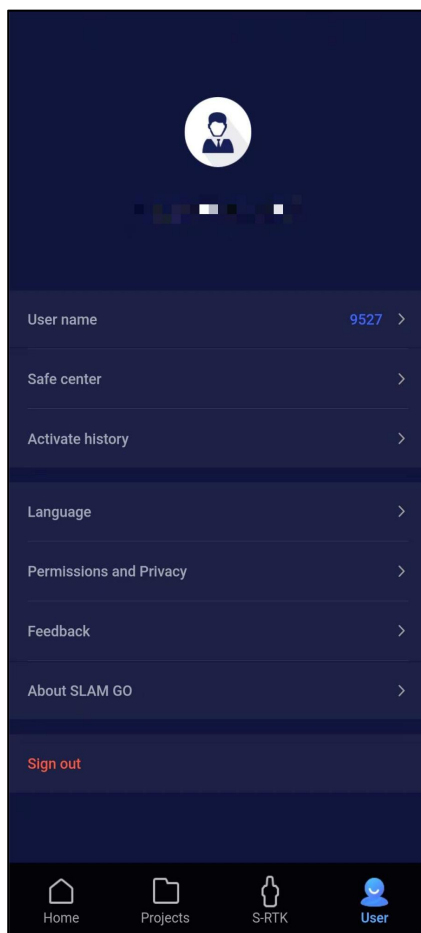 User name 9527
Safe center
Activate history
Language
Permissions and Privacy
Feedback
About SLAM GO
Sign out
Home Projects S-RTK User